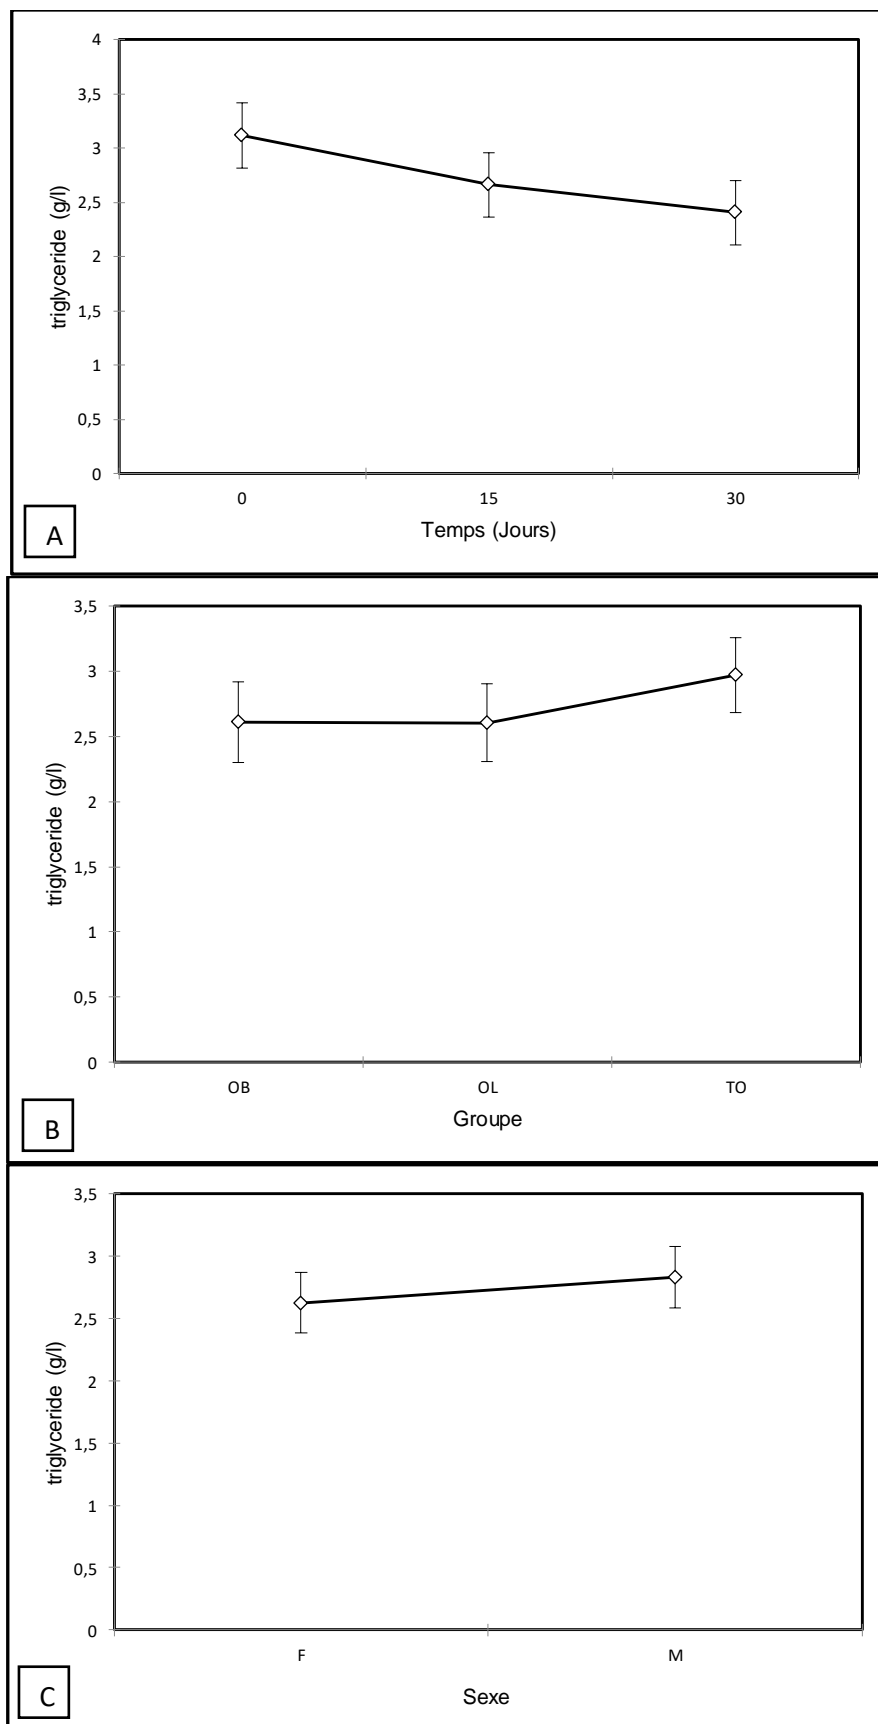 4
3,5
3
2,5
2
1,5
1
0,5
0
triglyceride (g/l)
0 15 30
Temps (Jours)
A
3,5
3
2,5
2
1,5
1
0,5
0
triglyceride (g/l)
OB OL TO
Groupe
B
3,5
3
2,5
2
1,5
1
0,5
0
triglyceride (g/l)
F M
Sexe
C